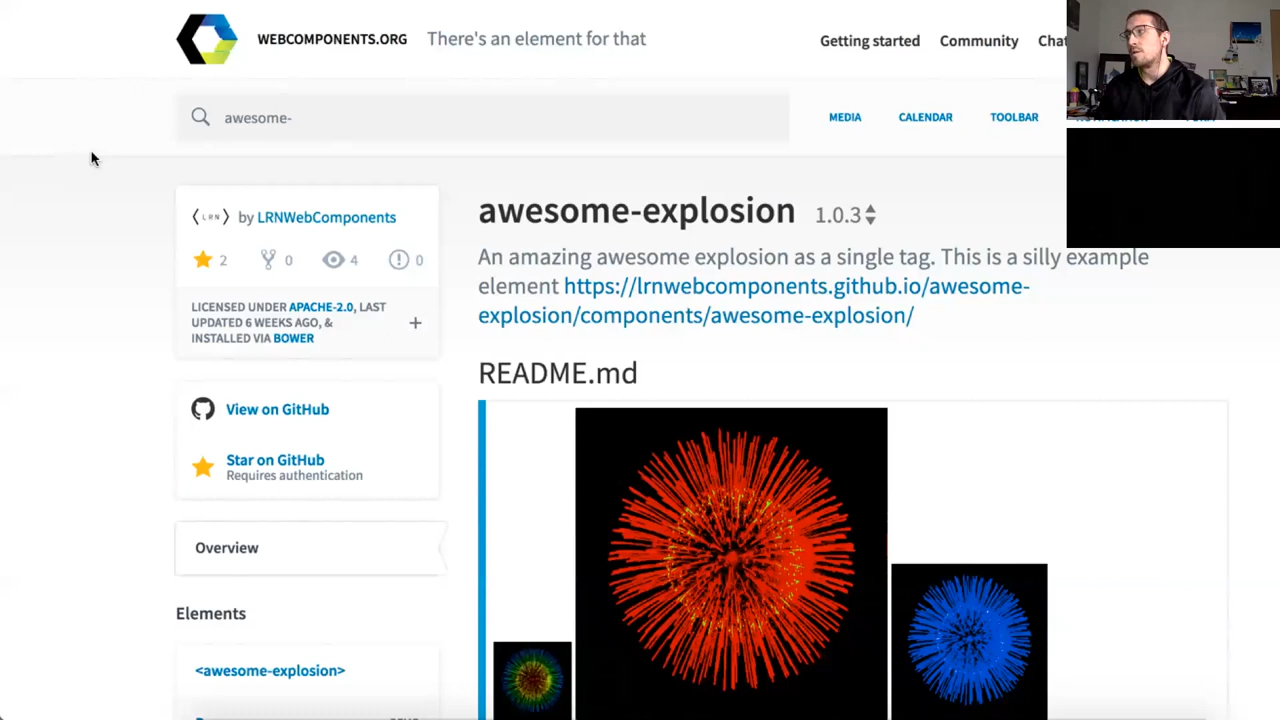 WEBCOMPONENTS.ORG There's an element for that Getting started Community
awesome- MEDIA CALENDAR TOOLBAR
LRN by LRNWebComponents
2 0 4 0
LICENSED UNDER APACHE-2.0, LAST
UPDATED 6 WEEKS AGO, &
INSTALLED VIA BOWER
View on GitHub
Star on GitHub
Requires authentication
Overview
Elements
<awesome-explosion>
awesome-explosion 1.0.3
An amazing awesome explosion as a single tag. This is a silly example
element https://lrnwebcomponents.github.io/awesome-
explosion/components/awesome-explosion/
README.md